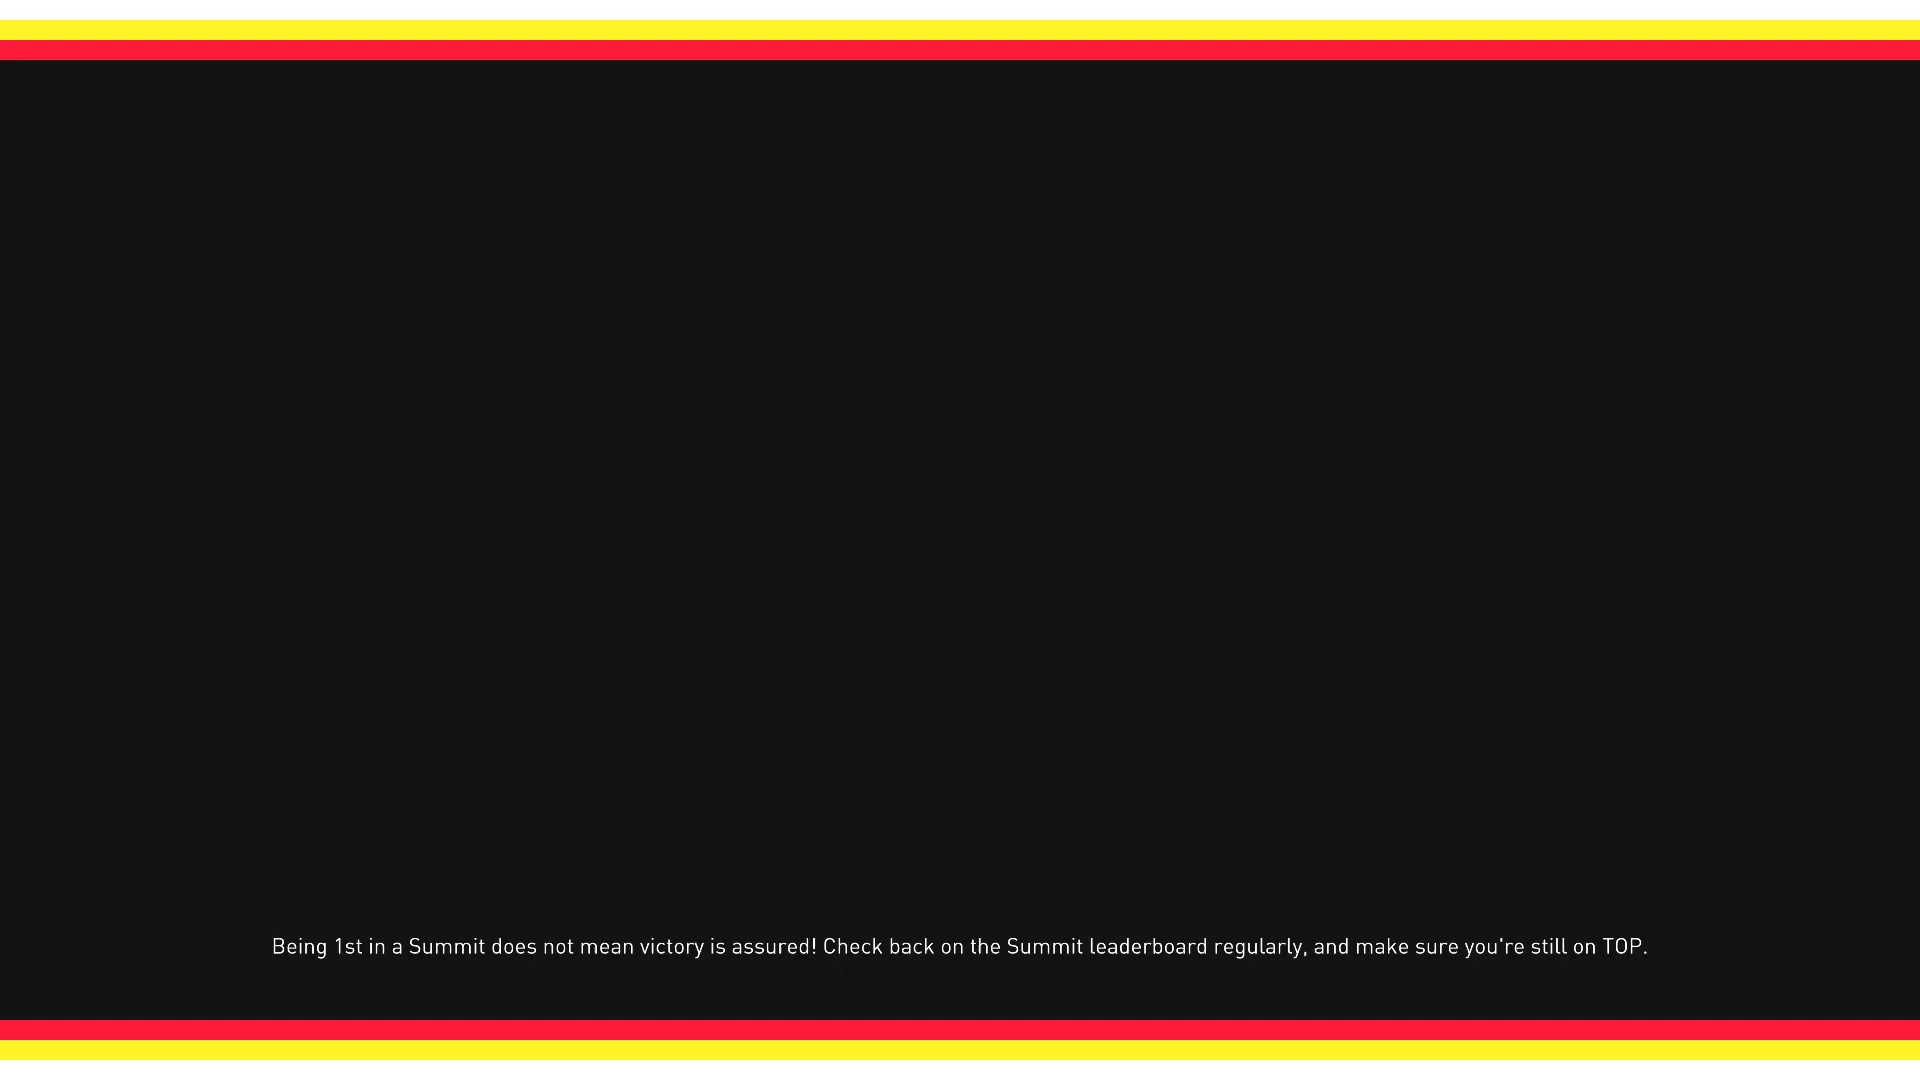 Being 1st in a Summit does not mean victory is assured! Check back on the Summit leaderboard regularly, and make sure you're still on TOP.